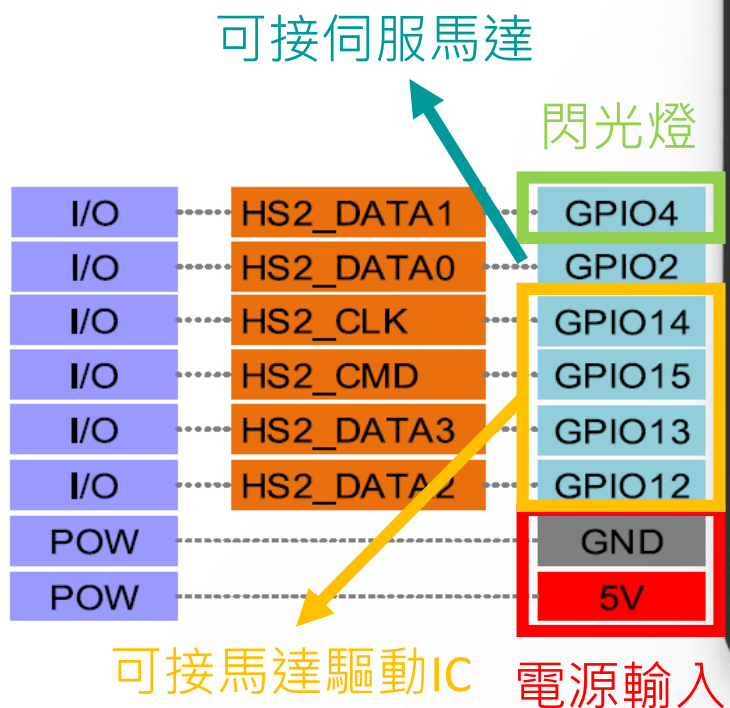 可接伺服馬達
閃光燈
I/O HS2_DATA1 GPIO4
I/O HS2_DATA0 GPIO2
I/O HS2_CLK GPIO14
I/O HS2_CMD GPIO15
I/O HS2_DATA3 GPIO13
I/O HS2_DATA2 GPIO12
POW GND
POW 5V
可接馬達驅動IC 電源輸入